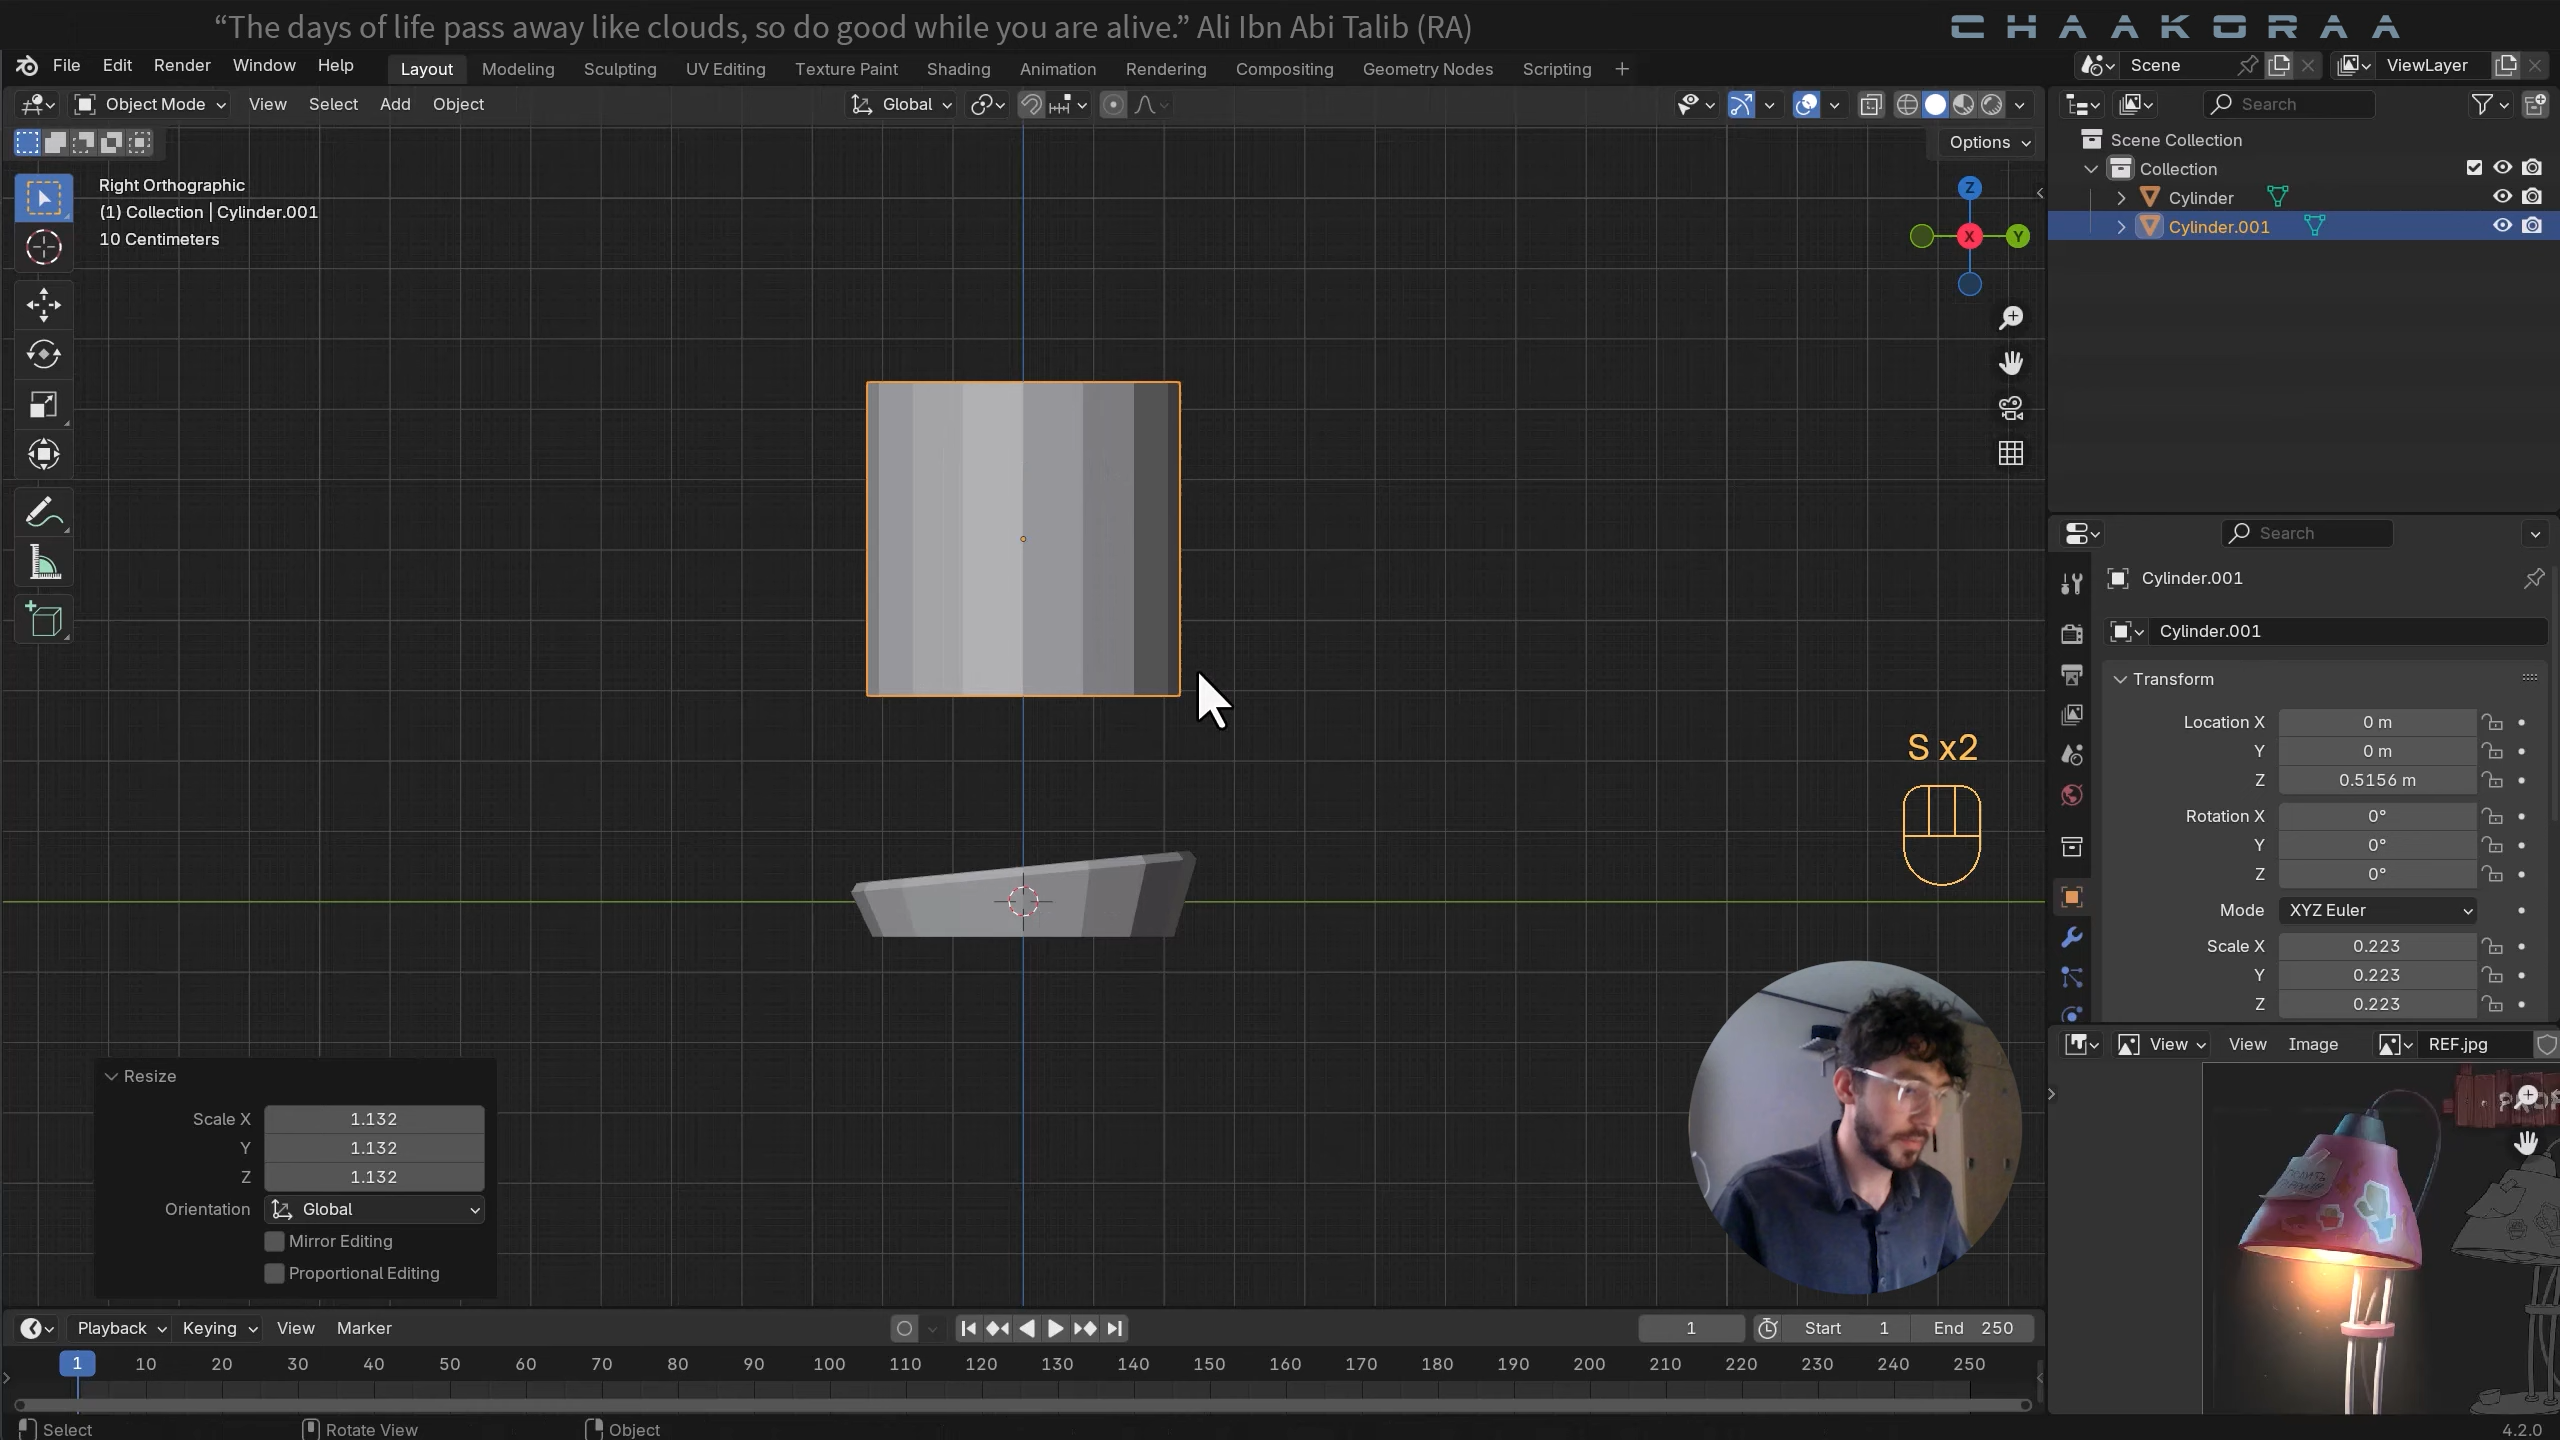 “The days of life pass away like clouds, so do good while you are alive.” Ali Ibn Abi Talib (RA)
CHAAKORAA
File Edit Render Window Help
Layout Modeling Sculpting UV Editing Texture Paint Shading Animation Rendering Compositing Geometry Nodes Scripting +
Scene
ViewLayer
Object Mode View Select Add Object
Global
Search
Options
Right Orthographic
(1) Collection | Cylinder.001
10 Centimeters
Z
X
Y
Scene Collection
Collection
Cylinder
Cylinder.001
Search
Cylinder.001
Cylinder.001
Transform
Location X 0 m
Y 0 m
Z 0.5156 m
Rotation X 0°
Y 0°
Z 0°
Mode XYZ Euler
Scale X 0.223
Y 0.223
Z 0.223
S x2
View View Image REF.jpg
Resize
Scale X 1.132
Y 1.132
Z 1.132
Orientation Global
Mirror Editing
Proportional Editing
Playback Keying View Marker
1 Start 1 End 250
1 10 20 30 40 50 60 70 80 90 100 110 120 130 140 150 160 170 180 190 200 210 220 230 240 250
Select Rotate View Object
4.2.0